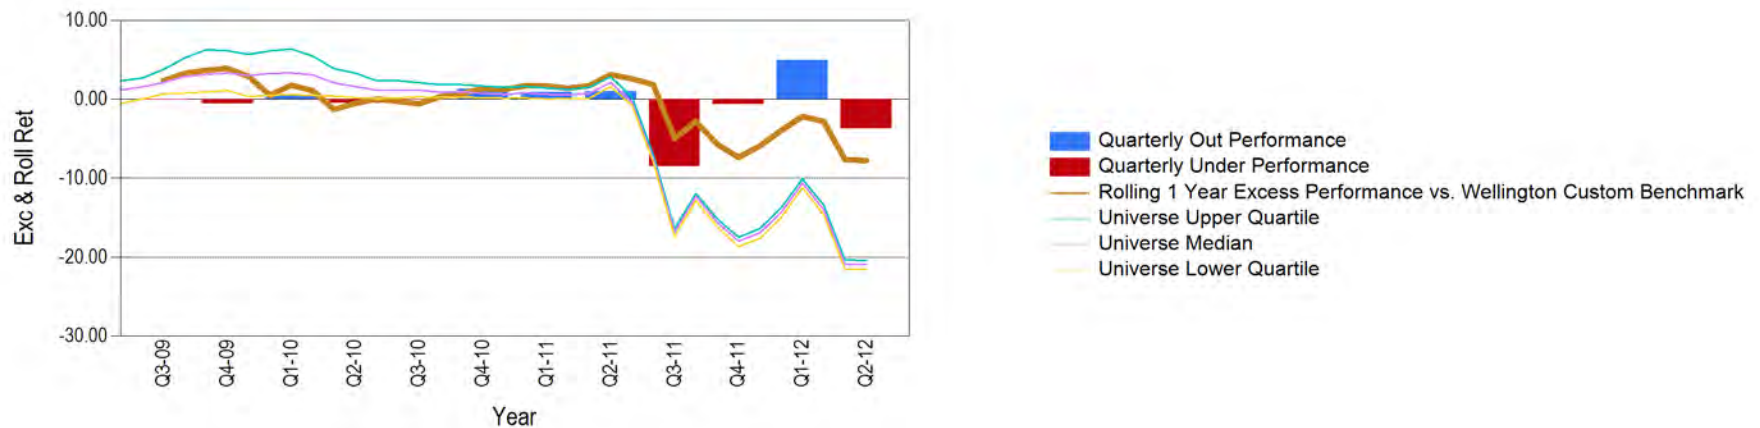 10.00
0.00
-10.00
-20.00
-30.00
Exc & Roll Ret
Q3-09
Q4-09
Q1-10
Q2-10
Q3-10
Q4-10
Q1-11
Q2-11
Q3-11
Q4-11
Q1-12
Q2-12
Year
Quarterly Out Performance
Quarterly Under Performance
Rolling 1 Year Excess Performance vs. Wellington Custom Benchmark
Universe Upper Quartile
Universe Median
Universe Lower Quartile